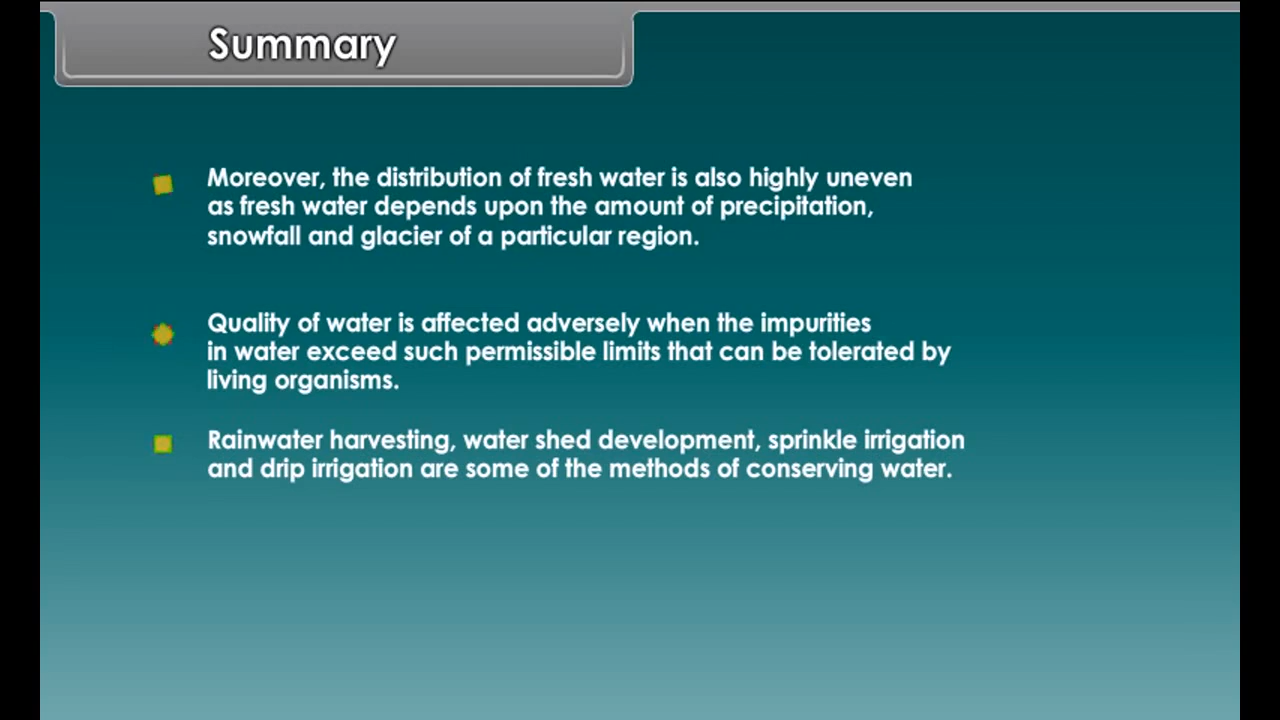 Summary
Moreover, the distribution of fresh water is also highly uneven
as fresh water depends upon the amount of precipitation,
snowfall and glacier of a particular region.
Quality of water is affected adversely when the impurities
in water exceed such permissible limits that can be tolerated by
living organisms.
Rainwater harvesting, water shed development, sprinkle irrigation
and drip irrigation are some of the methods of conserving water.